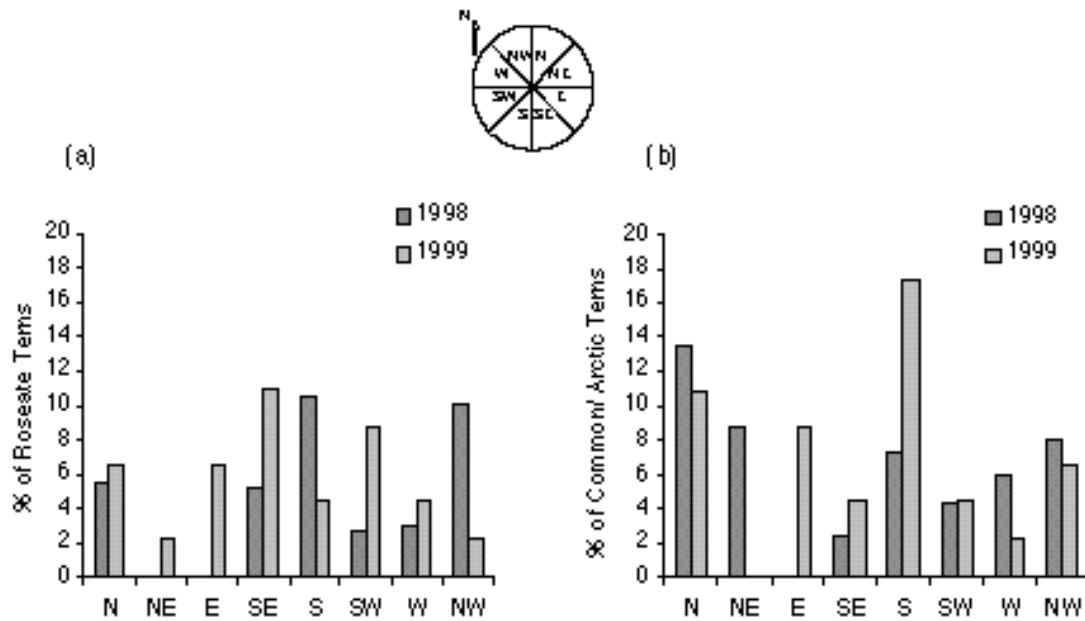 N
NW N
W NE
SW E
S SE
(a)
(b)
1998
1999
20
18
16
14
12
10
8
6
4
2
0
% of Roseate Terns
N NE E SE S SW W NW
1998
1999
20
18
16
14
12
10
8
6
4
2
0
% of Common/ Arctic Terns
N NE E SE S SW W NW